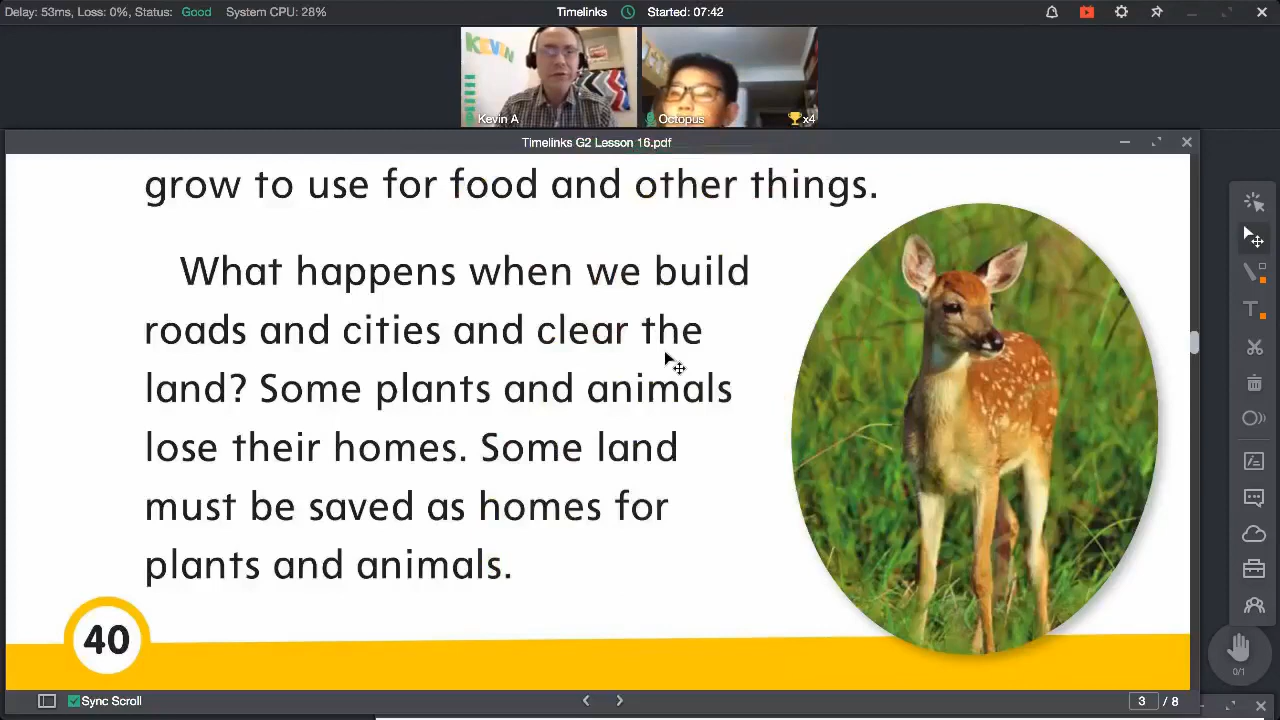 Delay: 53ms, Loss: 0%, Status: Good System CPU: 28%
Timelinks Started: 07:42
KEVIN
Kevin A
Octopus x4
Timelinks G2 Lesson 16.pdf
grow to use for food and other things.
What happens when we build
roads and cities and clear the
land? Some plants and animals
lose their homes. Some land
must be saved as homes for
plants and animals.
40
0/1
Sync Scroll 3 / 8